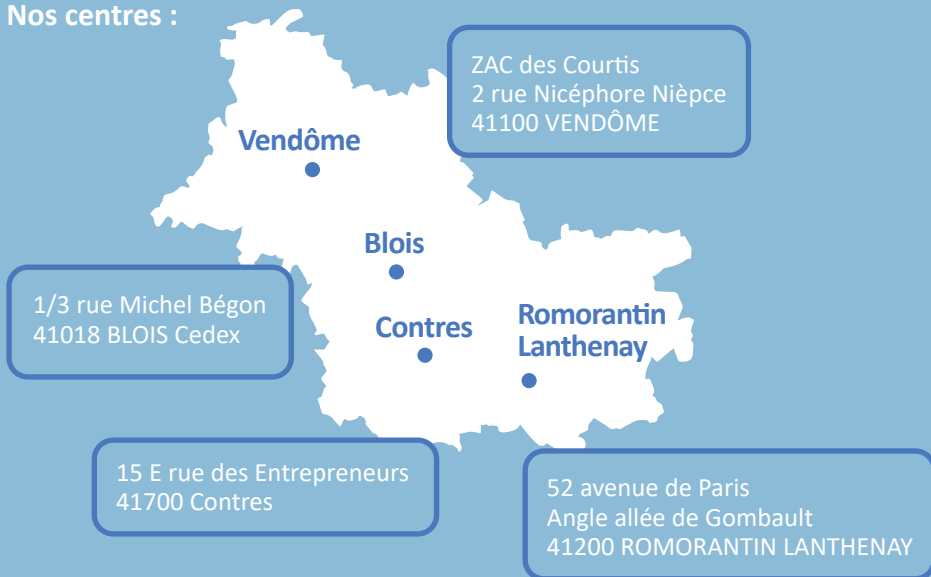 Nos centres :
ZAC des Courtis
2 rue Nicéphore Nièpce
41100 VENDÔME
Vendôme
Blois
1/3 rue Michel Bégon
41018 BLOIS Cedex
Contres
Romorantin
Lanthenay
15 E rue des Entrepreneurs
41700 Contres
52 avenue de Paris
Angle allée de Gombault
41200 ROMORANTIN LANTHENAY